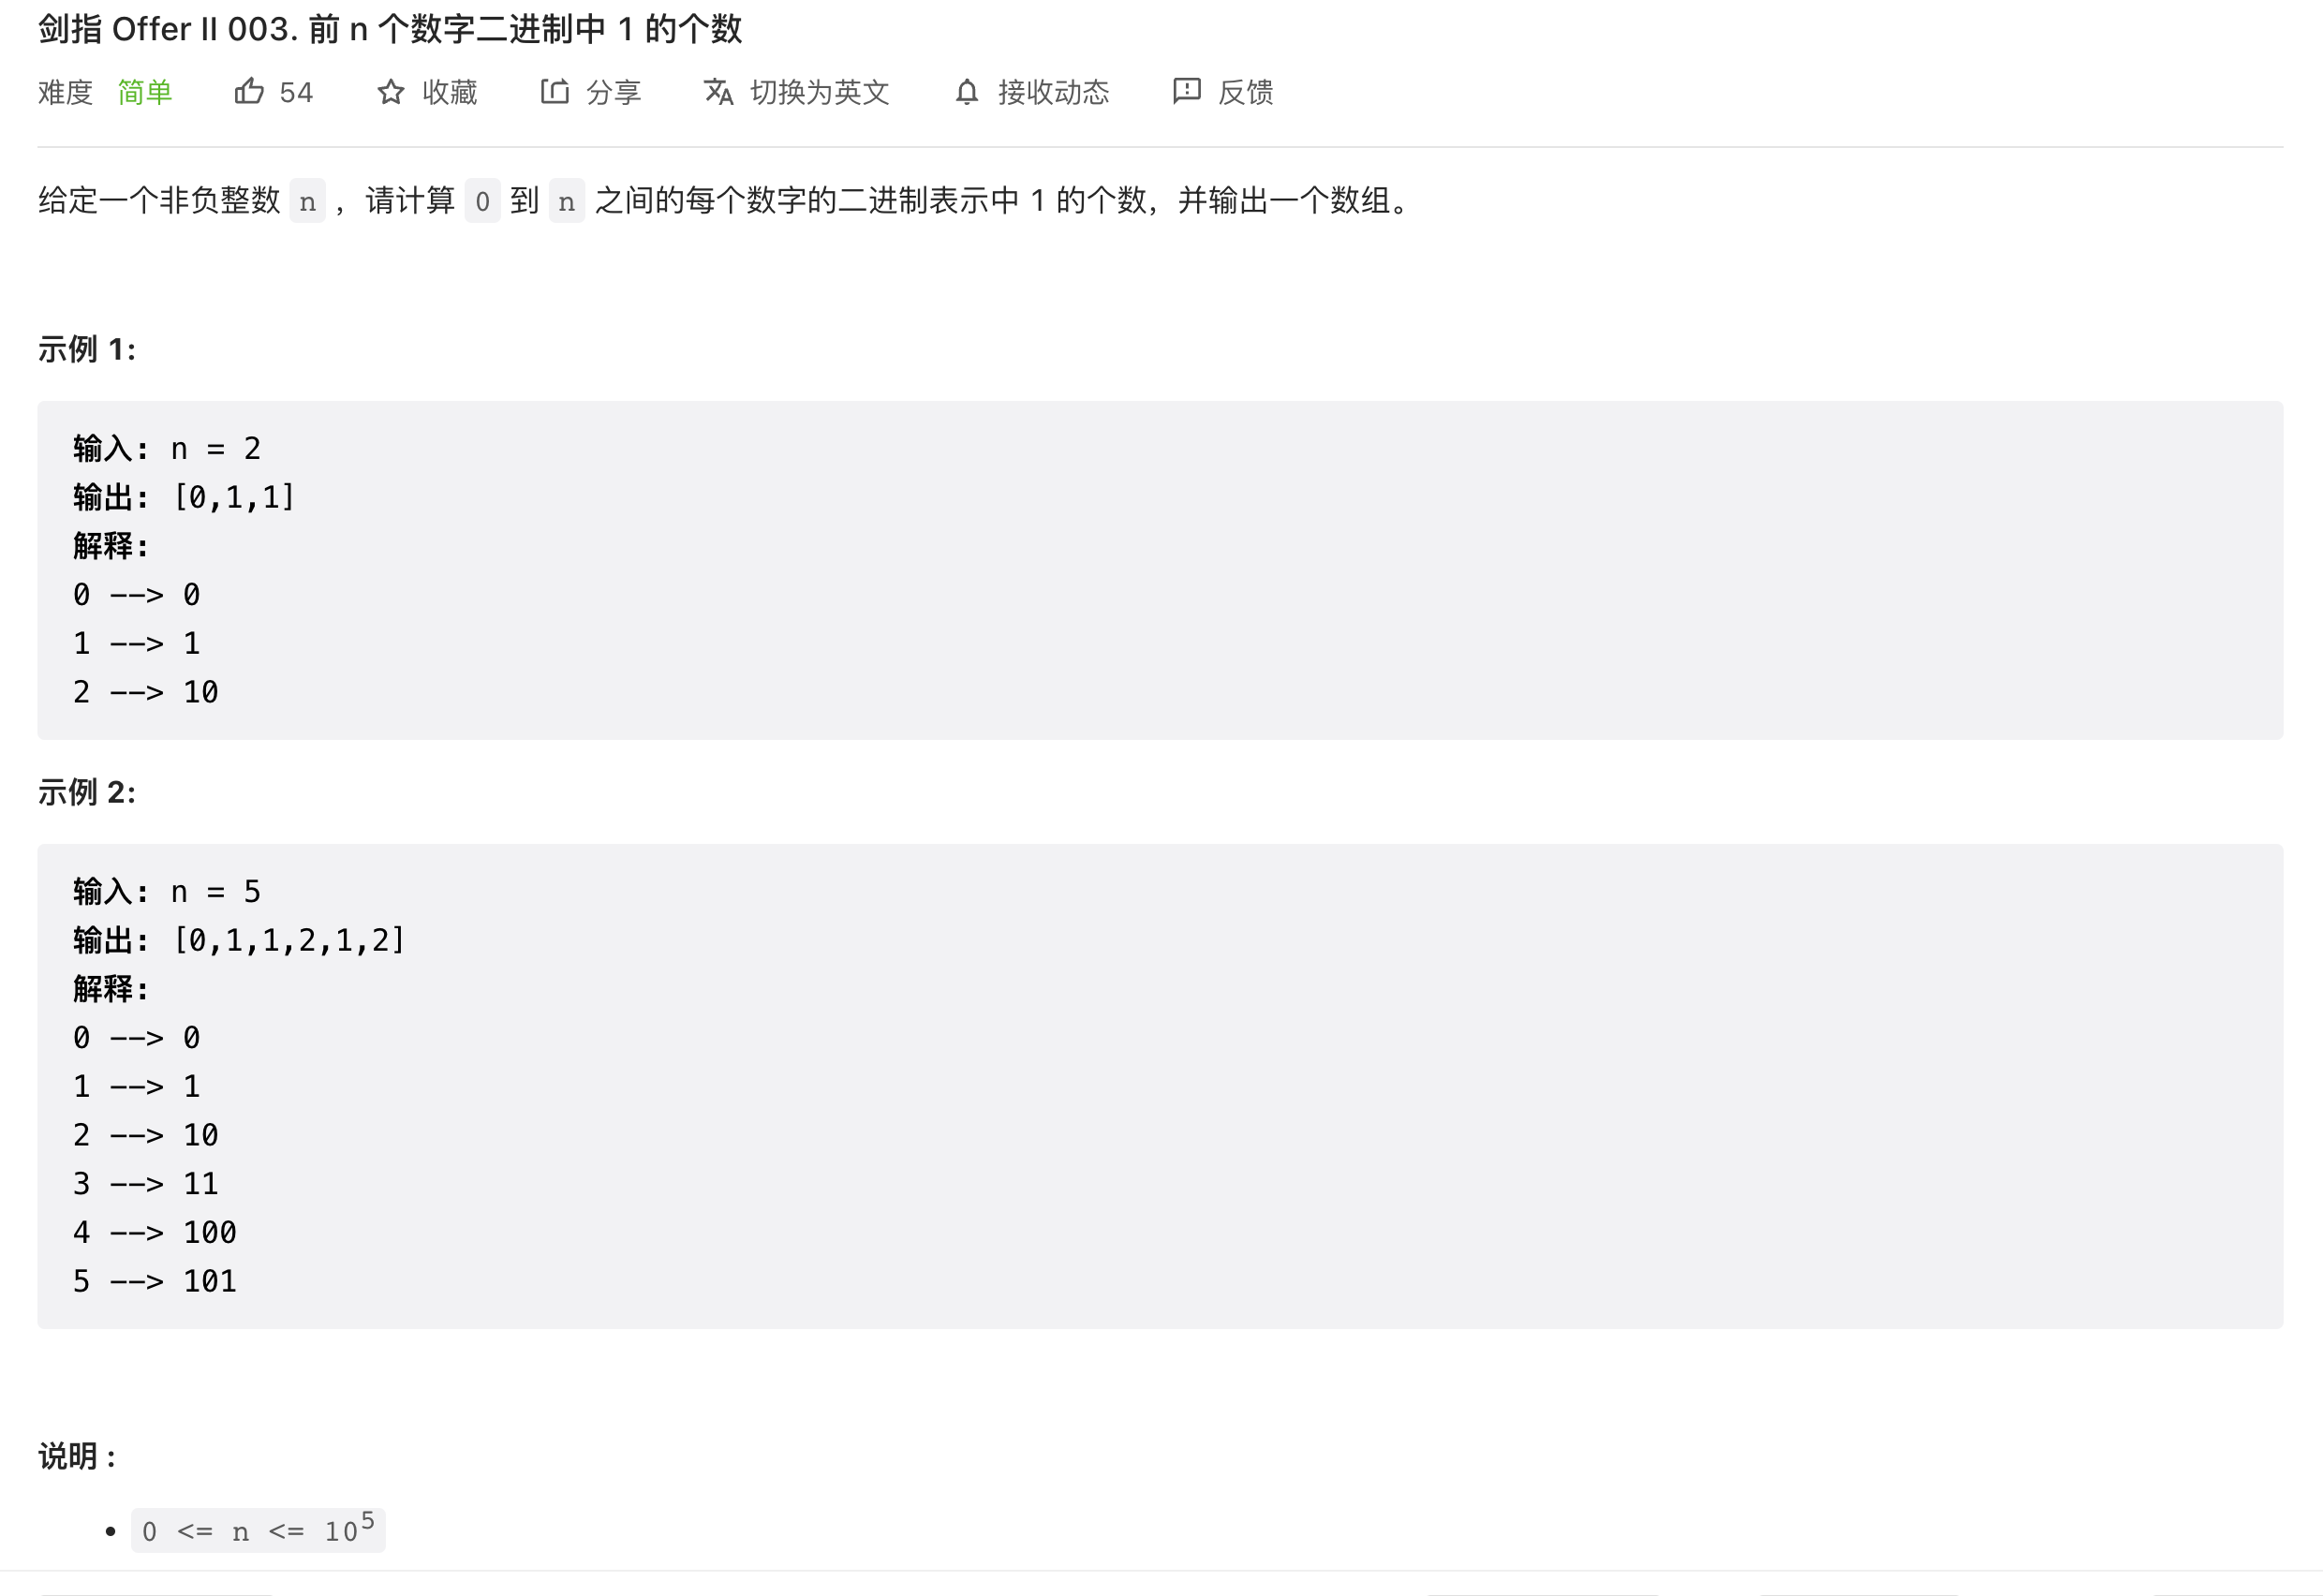 剑指 Offer II 003. 前 n 个数字二进制中 1 的个数
难度 简单 54 收藏 分享 切换为英文 接收动态 反馈
给定一个非负整数 n ，请计算 0 到 n 之间的每个数字的二进制表示中 1 的个数，并输出一个数组。
示例 1:
输入: n = 2
输出: [0,1,1]
解释:
0 --> 0
1 --> 1
2 --> 10
示例 2:
输入: n = 5
输出: [0,1,1,2,1,2]
解释:
0 --> 0
1 --> 1
2 --> 10
3 --> 11
4 --> 100
5 --> 101
说明 :
• 0 <= n <= 10⁵